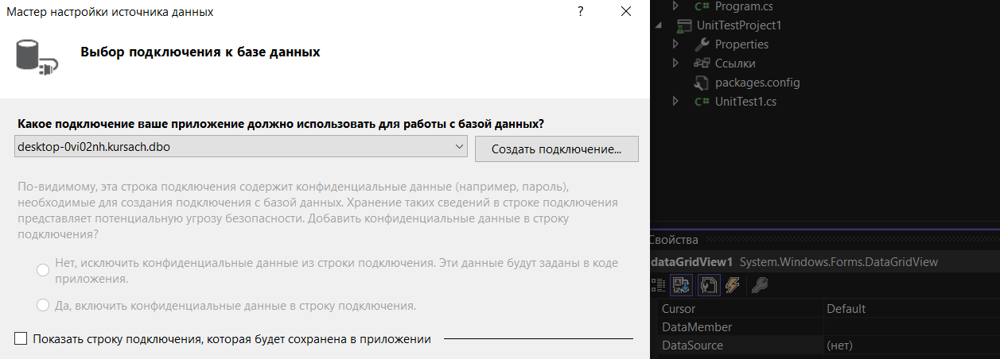 Мастер настройки источника данных
?
Выбор подключения к базе данных
Какое подключение ваше приложение должно использовать для работы с базой данных?
desktop-0vi02nh.kursach.dbo
Создать подключение...
По-видимому, эта строка подключения содержит конфиденциальные данные (например, пароль),
необходимые для создания подключения с базой данных. Хранение таких сведений в строке подключения
представляет потенциальную угрозу безопасности. Добавить конфиденциальные данные в строку
подключения?
Нет, исключить конфиденциальные данные из строки подключения. Эти данные будут заданы в коде
приложения.
Да, включить конфиденциальные данные в строку подключения.
Показать строку подключения, которая будет сохранена в приложении
C# Program.cs
UnitTestProject1
Properties
Ссылки
packages.config
C# UnitTest1.cs
Свойства
dataGridView1 System.Windows.Forms.DataGridView
Cursor Default
DataMember
DataSource (нет)